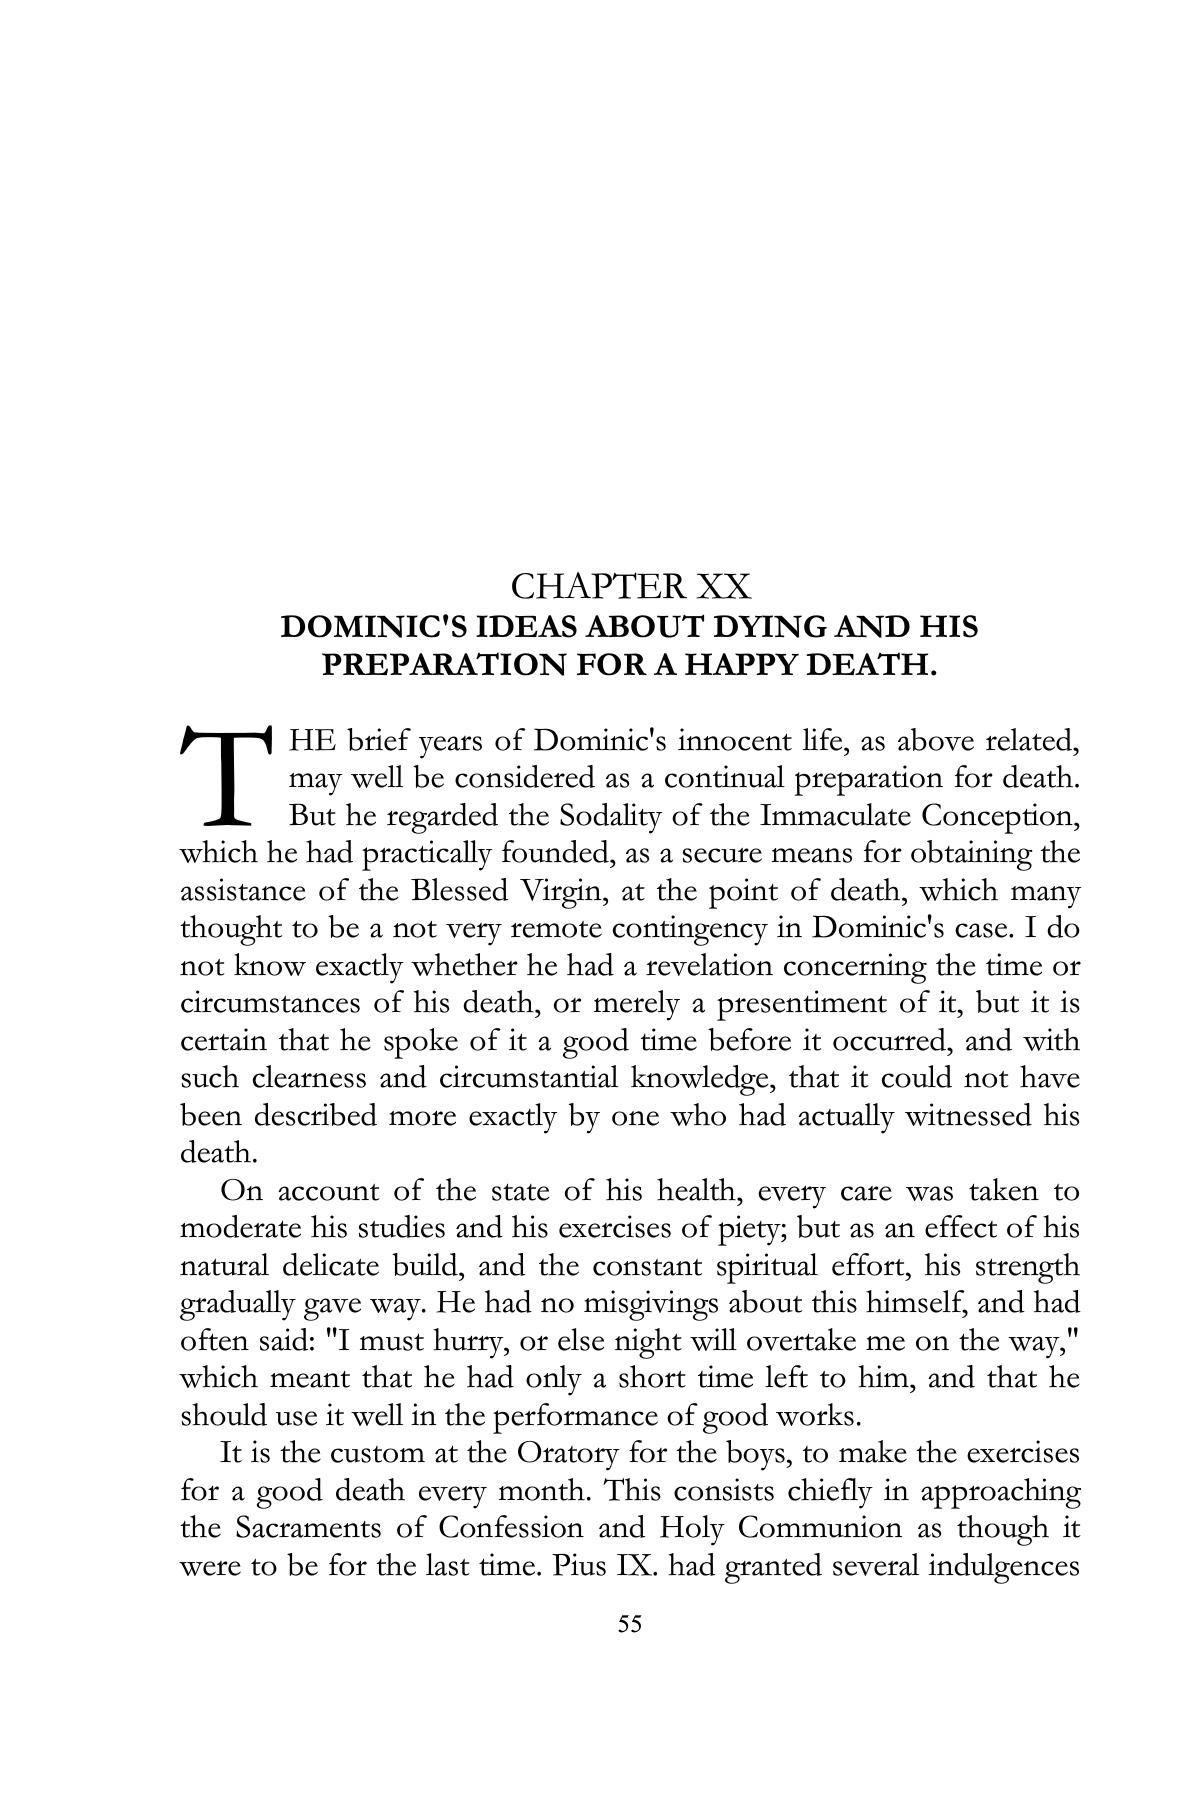 CHAPTER XX
DOMINIC'S IDEAS ABOUT DYING AND HIS
PREPARATION FOR A HAPPY DEATH.
THE brief years of Dominic's innocent life, as above related,
may well be considered as a continual preparation for death.
But he regarded the Sodality of the Immaculate Conception,
which he had practically founded, as a secure means for obtaining the
assistance of the Blessed Virgin, at the point of death, which many
thought to be a not very remote contingency in Dominic's case. I do
not know exactly whether he had a revelation concerning the time or
circumstances of his death, or merely a presentiment of it, but it is
certain that he spoke of it a good time before it occurred, and with
such clearness and circumstantial knowledge, that it could not have
been described more exactly by one who had actually witnessed his
death.
On account of the state of his health, every care was taken to
moderate his studies and his exercises of piety; but as an effect of his
natural delicate build, and the constant spiritual effort, his strength
gradually gave way. He had no misgivings about this himself, and had
often said: "I must hurry, or else night will overtake me on the way,"
which meant that he had only a short time left to him, and that he
should use it well in the performance of good works.
It is the custom at the Oratory for the boys, to make the exercises
for a good death every month. This consists chiefly in approaching
the Sacraments of Confession and Holy Communion as though it
were to be for the last time. Pius IX. had granted several indulgences
55